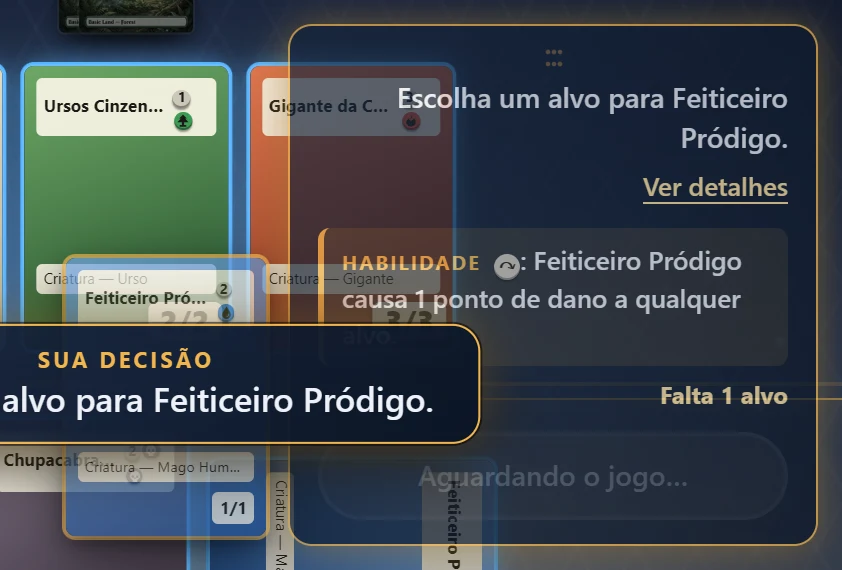 Basic Land — Forest
Ursos Cinzen... 1
Gigante da C...
Escolha um alvo para Feiticeiro
Pródigo.
Ver detalhes
Criatura — Urso
Criatura — Gigante
HABILIDADE : Feiticeiro Pródigo
causa 1 ponto de dano a qualquer
alvo.
Feiticeiro Pró... 2
2/2
3/3
SUA DECISÃO
alvo para Feiticeiro Pródigo.
Falta 1 alvo
Chupacabra 2
Criatura — Mago Hum...
1/1
Aguardando o jogo...
Criatura — Ma
Feiticeiro P